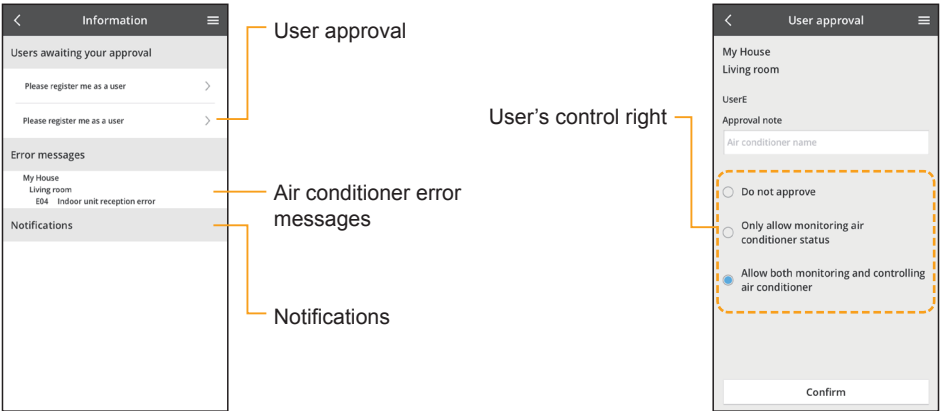 Information
Users awaiting your approval
Please register me as a user
Please register me as a user
Error messages
My House
Living room
E04 Indoor unit reception error
Notifications
User approval
Air conditioner error
messages
Notifications
User's control right
User approval
My House
Living room
UserE
Approval note
Air conditioner name
Do not approve
Only allow monitoring air
conditioner status
Allow both monitoring and controlling
air conditioner
Confirm